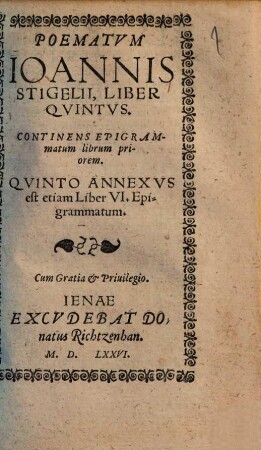 POEMATVM
IOANNIS
STIGELII, LIBER
QVINTVS.
CONTINENS EPIGRAM-
matum librum pri-
orem.
QVINTO ANNEXVS
est etiam Liber VI. Epi-
grammatum.
Cum Gratia & Priuilegio.
IENAE
EXCVDEBAT DO-
natus Richtzenhan.
M. D. LXXVI.